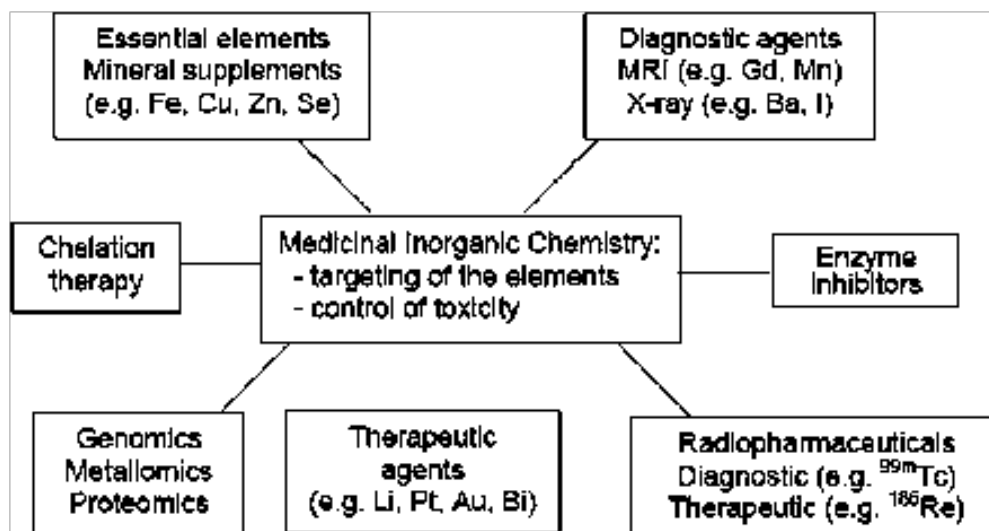 Essential elements
Mineral supplements
(e.g. Fe, Cu, Zn, Se)
Diagnostic agents
MRI (e.g. Gd, Mn)
X-ray (e.g. Ba, I)
Chelation
therapy
Medicinal Inorganic Chemistry:
- targeting of the elements
- control of toxicity
Enzyme
Inhibitors
Genomics
Metallomics
Proteomics
Therapeutic
agents
(e.g. Li, Pt, Au, Bi)
Radiopharmaceuticals
Diagnostic (e.g. ⁹⁹ᵐTc)
Therapeutic (e.g. ¹⁸⁶Re)